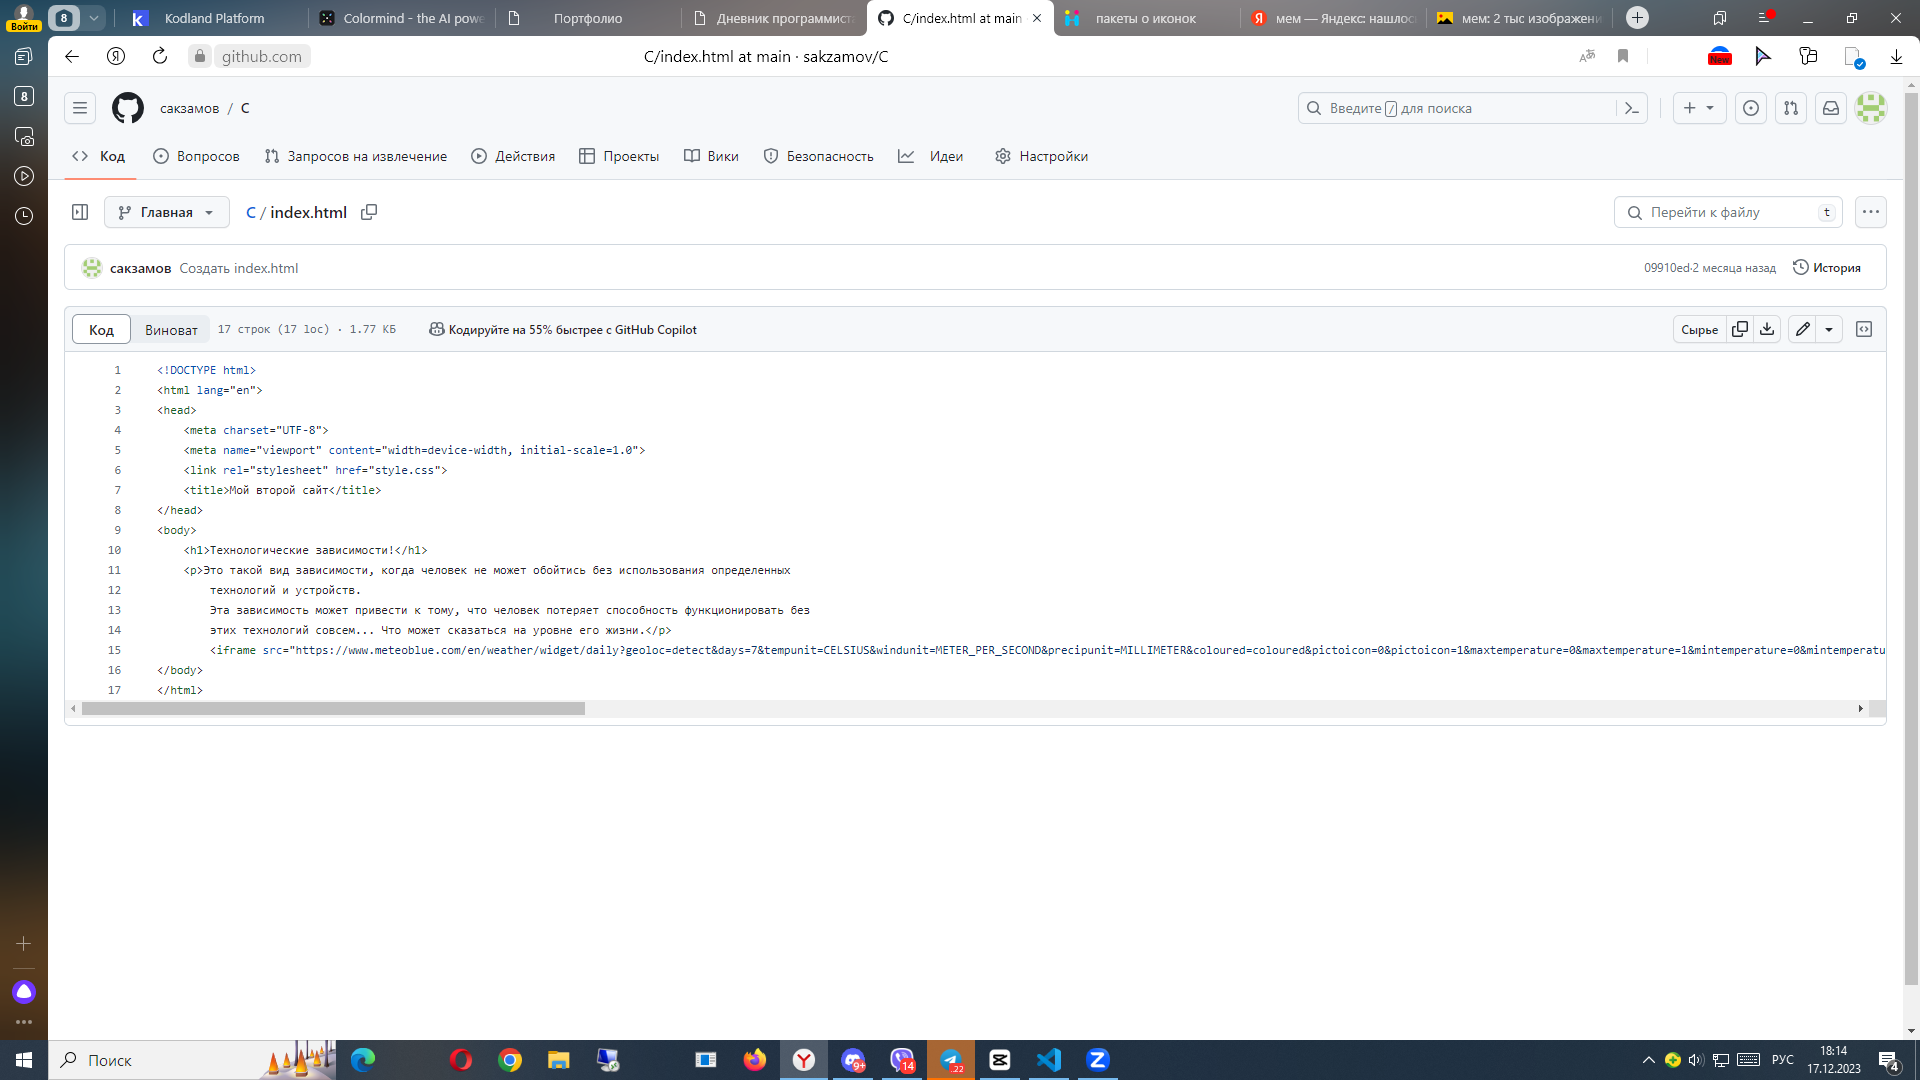 Войти
8
Kodland Platform
Colormind - the AI powe
Портфолио
Дневник программиста
C/index.html at main
пакеты о иконок
мем — Яндекс: нашлос
мем: 2 тыс изображени
github.com
C/index.html at main · sakzamov/C
New
8
сакзамов / C
Введите / для поиска
Код
Вопросов
Запросов на извлечение
Действия
Проекты
Вики
Безопасность
Идеи
Настройки
Главная
C / index.html
Перейти к файлу
t
сакзамов Создать index.html
09910ed·2 месяца назад
История
Код
Виноват
17 строк (17 loc) · 1.77 КБ
Кодируйте на 55% быстрее с GitHub Copilot
Сырье
1 <!DOCTYPE html>
2 <html lang="en">
3 <head>
4 <meta charset="UTF-8">
5 <meta name="viewport" content="width=device-width, initial-scale=1.0">
6 <link rel="stylesheet" href="style.css">
7 <title>Мой второй сайт</title>
8 </head>
9 <body>
10 <h1>Технологические зависимости!</h1>
11 <p>Это такой вид зависимости, когда человек не может обойтись без использования определенных
12 технологий и устройств.
13 Эта зависимость может привести к тому, что человек потеряет способность функционировать без
14 этих технологий совсем... Что может сказаться на уровне его жизни.</p>
15 <iframe src="https://www.meteoblue.com/en/weather/widget/daily?geoloc=detect&days=7&tempunit=CELSIUS&windunit=METER_PER_SECOND&precipunit=MILLIMETER&coloured=coloured&pictoicon=0&pictoicon=1&maxtemperature=0&maxtemperature=1&mintemperature=0&mintemperatu
16 </body>
17 </html>
Поиск
9+
14
22
РУС
18:14
17.12.2023
4